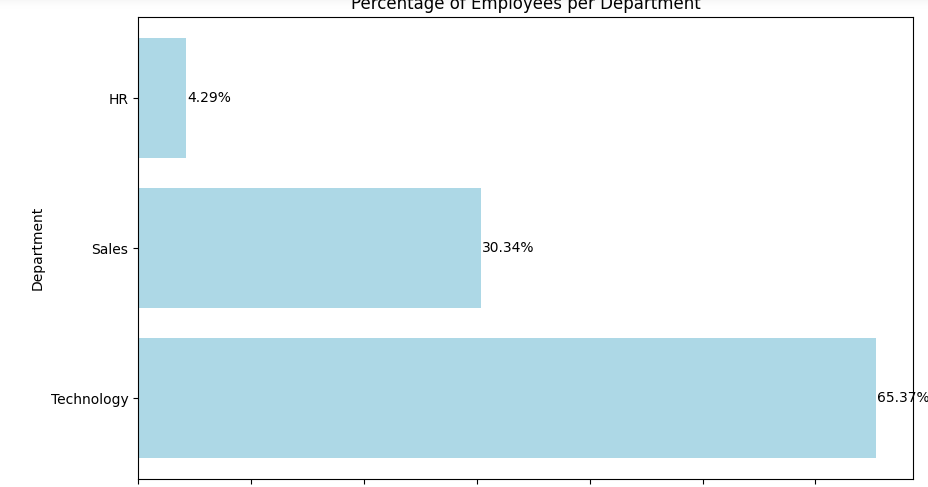 Percentage of Employees per Department
HR
4.29%
Sales
30.34%
Department
Technology
65.37%